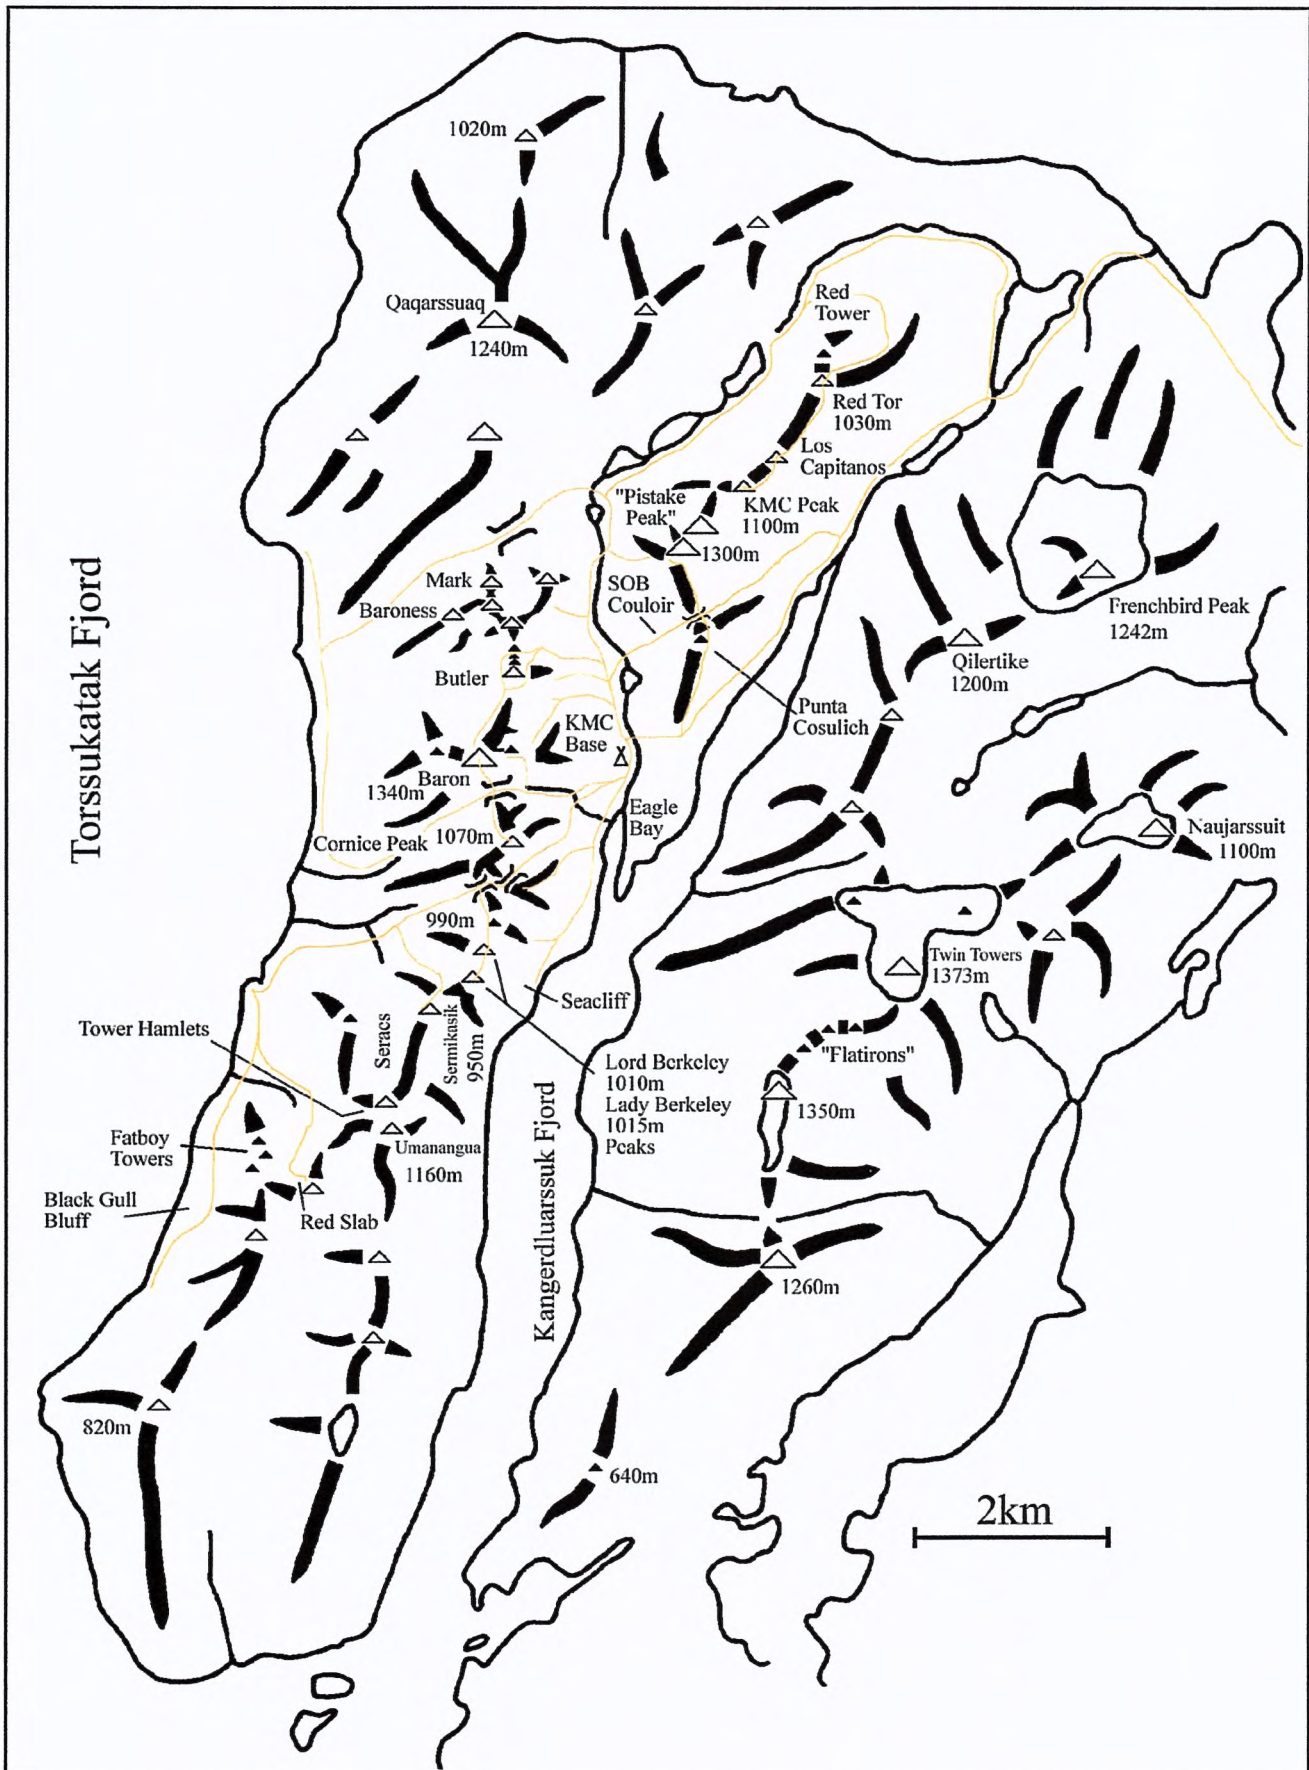 1020m
Qaqarssuaq
1240m
Red
Tower
Red Tor
1030m
Los
Capitanos
"Pistake
Peak"
KMC Peak
1100m
1300m
SOB
Couloir
Mark
Baroness
Butler
Frenchbird Peak
1242m
Qilertike
1200m
Punta
Cosulich
KMC
Base
Baron
1340m
Eagle
Bay
Cornice Peak
1070m
Naujarssuit
1100m
Torssukatak Fjord
990m
Twin Towers
1373m
Seacliff
Tower Hamlets
Seracs
Sermikasik
950m
"Flatirons"
Lord Berkeley
1010m
Lady Berkeley
1015m
Peaks
1350m
Fatboy
Towers
Umanangua
1160m
Black Gull
Bluff
Red Slab
Kangerdluarssuk Fjord
1260m
820m
640m
2km